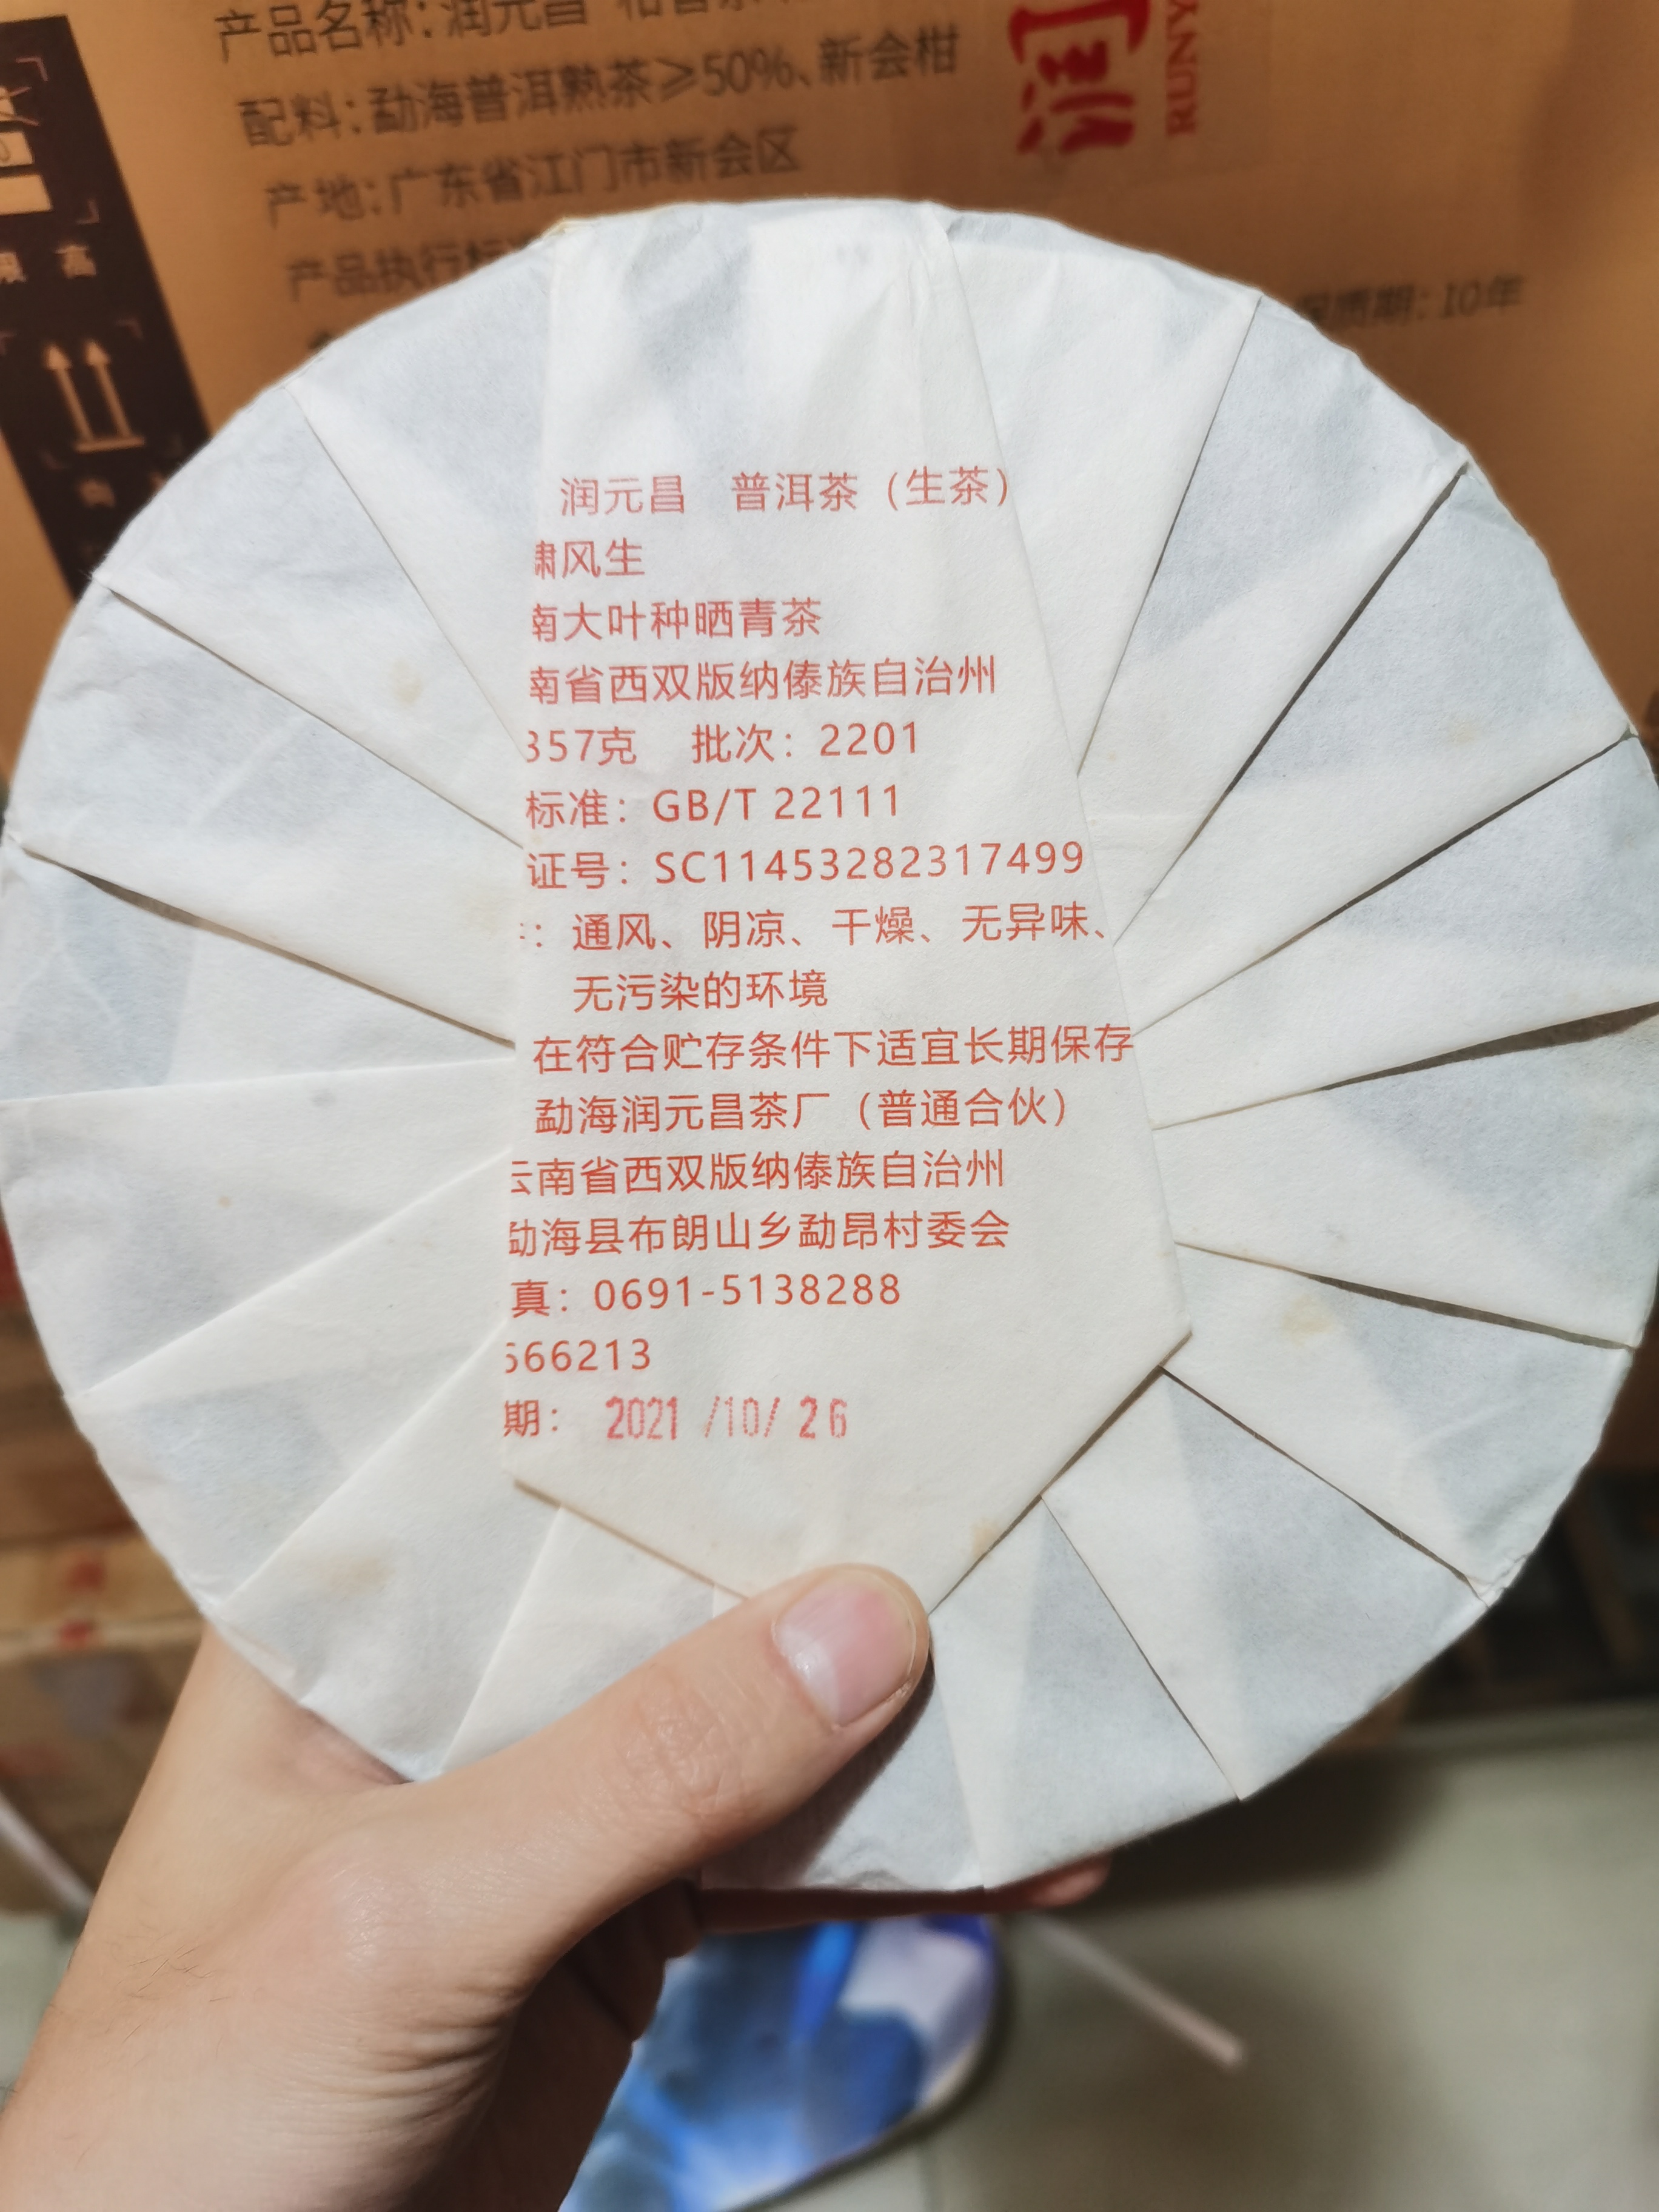 产品名称：润元昌
配料：勐海普洱熟茶≥50%、新会柑
产地：广东省江门市新会区
产品执行标
保质期：10年
润
RUNY
高
润元昌 普洱茶（生茶）
肃风生
南大叶种晒青茶
南省西双版纳傣族自治州
357克 批次：2201
标准：GB/T 22111
证号：SC11453282317499
：通风、阴凉、干燥、无异味、
无污染的环境
在符合贮存条件下适宜长期保存
勐海润元昌茶厂（普通合伙）
云南省西双版纳傣族自治州
勐海县布朗山乡勐昂村委会
真：0691-5138288
666213
期：2021/10/26